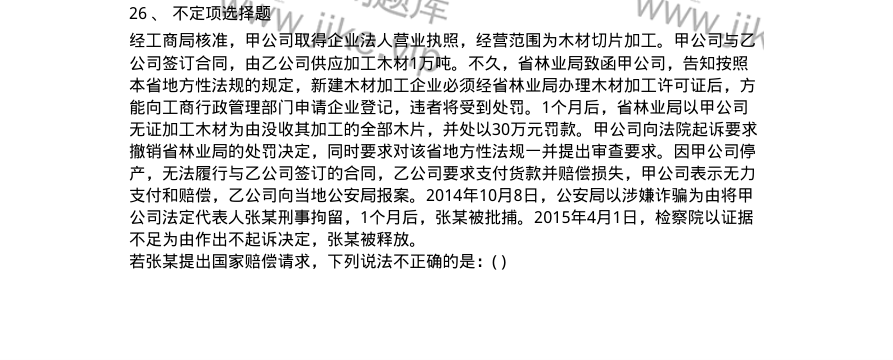 26 、 不定项选择题
经工商局核准，甲公司取得企业法人营业执照，经营范围为木材切片加工。甲公司与乙
公司签订合同，由乙公司供应加工木材1万吨。不久，省林业局致函甲公司，告知按照
本省地方性法规的规定，新建木材加工企业必须经省林业局办理木材加工许可证后，方
能向工商行政管理部门申请企业登记，违者将受到处罚。1个月后，省林业局以甲公司
无证加工木材为由没收其加工的全部木片，并处以30万元罚款。甲公司向法院起诉要求
撤销省林业局的处罚决定，同时要求对该省地方性法规一并提出审查要求。因甲公司停
产，无法履行与乙公司签订的合同，乙公司要求支付货款并赔偿损失，甲公司表示无力
支付和赔偿，乙公司向当地公安局报案。2014年10月8日，公安局以涉嫌诈骗为由将甲
公司法定代表人张某刑事拘留，1个月后，张某被批捕。2015年4月1日，检察院以证据
不足为由作出不起诉决定，张某被释放。
若张某提出国家赔偿请求，下列说法不正确的是：( )
题库
www.jike.vip